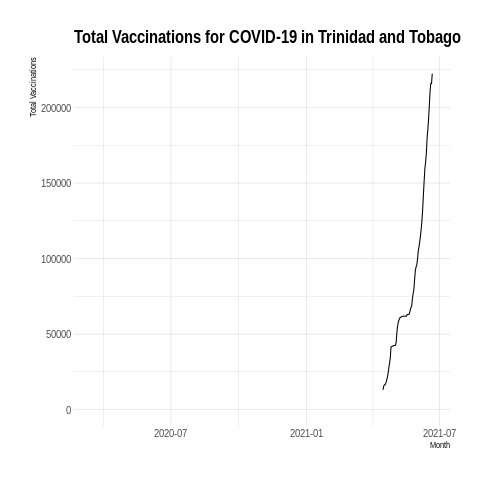 Total Vaccinations for COVID-19 in Trinidad and Tobago
Total Vaccinations
200000
150000
100000
50000
0
2020-07
2021-01
2021-07
Month